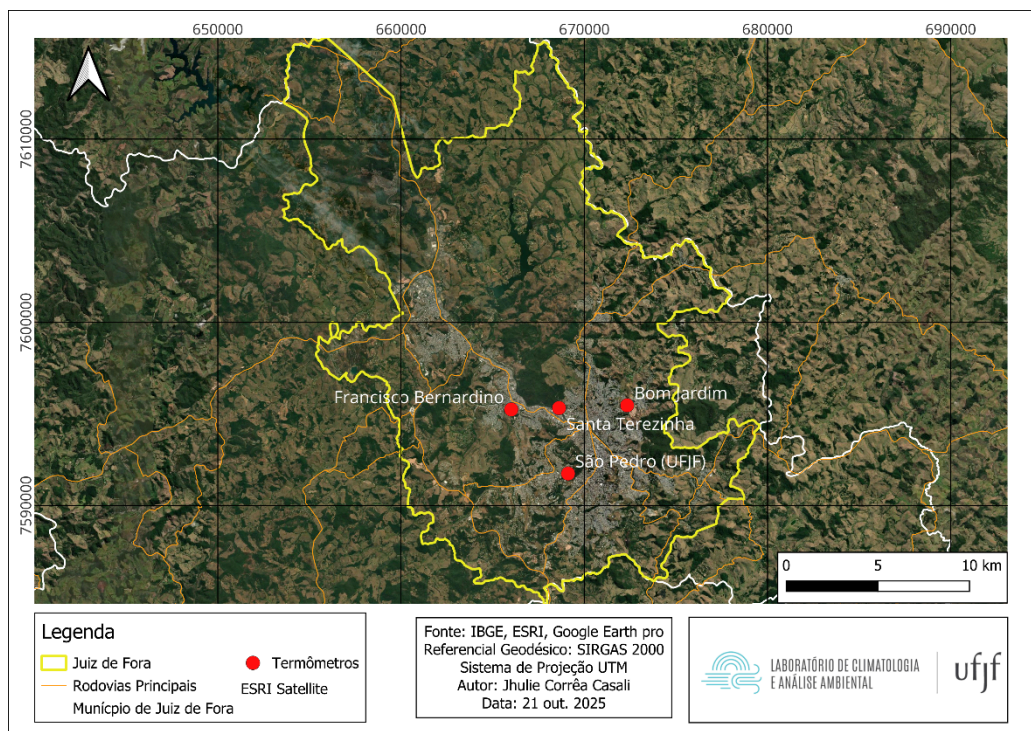 650000 660000 670000 680000 690000
7610000
7600000
7590000
Francisco Bernardino
Bom Jardim
Santa Terezinha
São Pedro (UFJF)
0 5 10 km
Legenda
Juiz de Fora
Termômetros
Rodovias Principais
ESRI Satellite
Munícpio de Juiz de Fora
Fonte: IBGE, ESRI, Google Earth pro
Referencial Geodésico: SIRGAS 2000
Sistema de Projeção UTM
Autor: Jhulie Corrêa Casali
Data: 21 out. 2025
LABORATÓRIO DE CLIMATOLOGIA
E ANÁLISE AMBIENTAL
ufjf